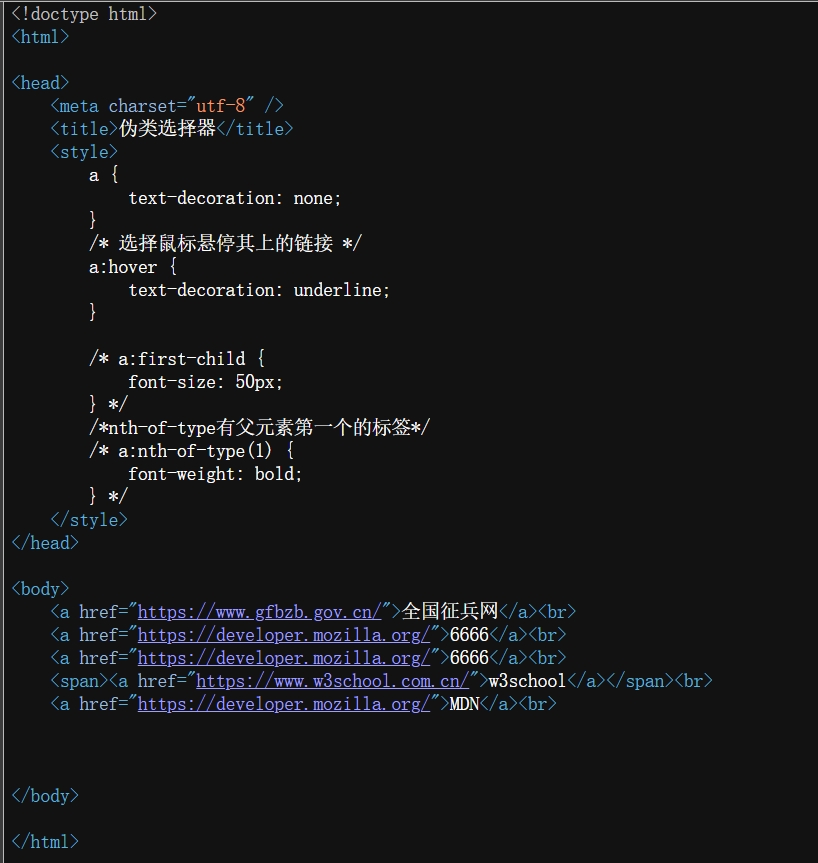 <!doctype html>
<html>
<head>
<meta charset="utf-8" />
<title>伪类选择器</title>
<style>
a {
text-decoration: none;
}
/* 选择鼠标悬停其上的链接 */
a:hover {
text-decoration: underline;
}
/* a:first-child {
font-size: 50px;
} */
/*nth-of-type有父元素第一个的标签*/
/* a:nth-of-type(1) {
font-weight: bold;
} */
</style>
</head>
<body>
<a href="https://www.gfbzb.gov.cn/">全国征兵网</a><br>
<a href="https://developer.mozilla.org/">6666</a><br>
<a href="https://developer.mozilla.org/">6666</a><br>
<span><a href="https://www.w3school.com.cn/">w3school</a></span><br>
<a href="https://developer.mozilla.org/">MDN</a><br>
</body>
</html>